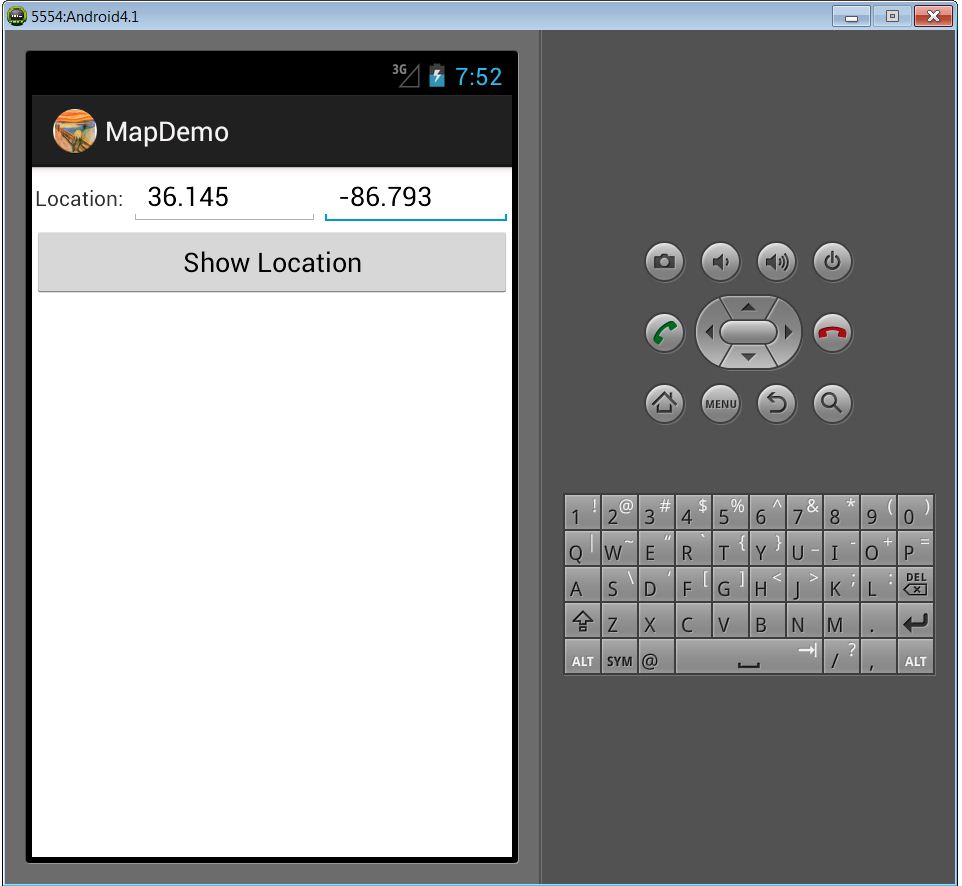 5554:Android4.1
3G 7:52
MapDemo
Location: 36.145 -86.793
Show Location
MENU
1 ! 2 @ 3 # 4 $ 5 % 6 ^ 7 & 8 * 9 ( 0 )
Q | W ~ E “ R ` T { Y } U _ I - O + P =
A S \ D ' F [ G ] H < J > K ; L : DEL
Z X C V B N M .
ALT SYM @ / ? , ALT